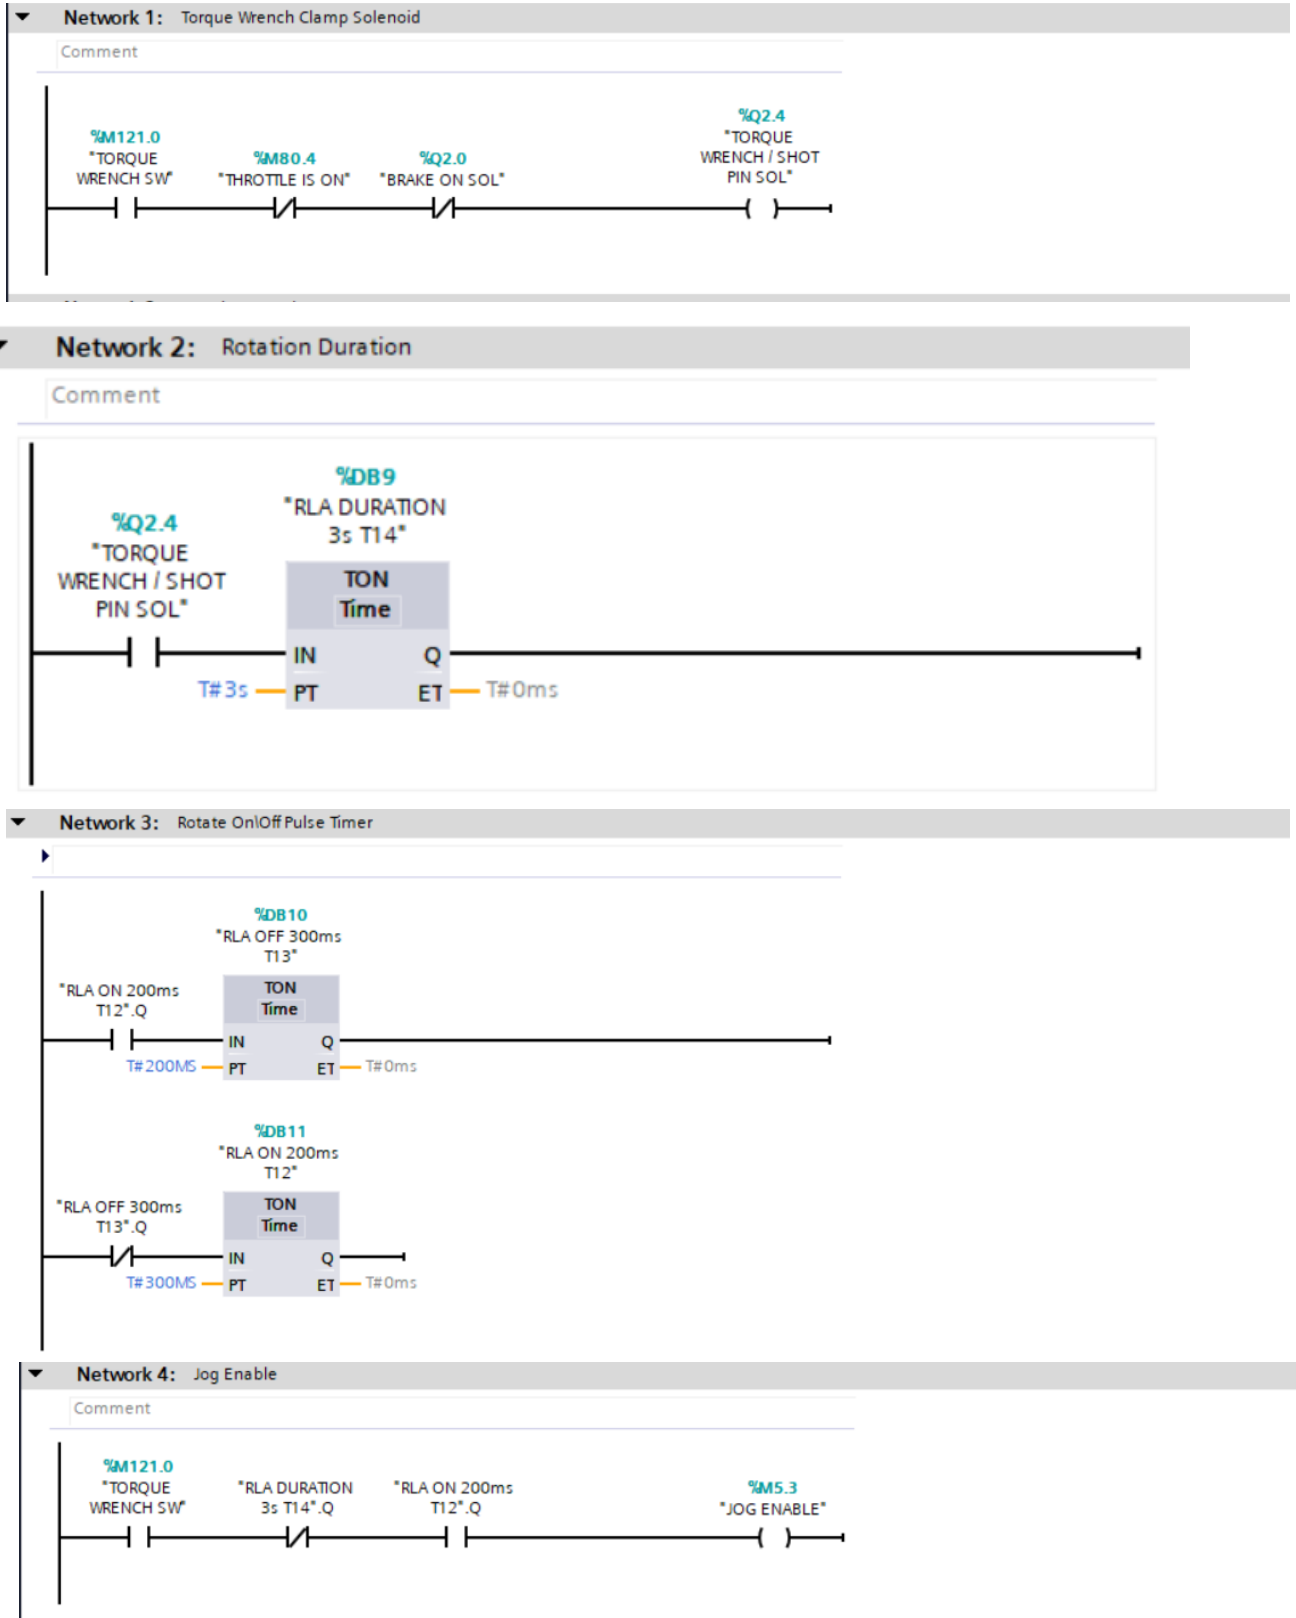 Network 1: Torque Wrench Clamp Solenoid
Comment
%M121.0
"TORQUE
WRENCH SW"
%M80.4
"THROTTLE IS ON"
%Q2.0
"BRAKE ON SOL"
%Q2.4
"TORQUE
WRENCH / SHOT
PIN SOL"
Network 2: Rotation Duration
Comment
%Q2.4
"TORQUE
WRENCH / SHOT
PIN SOL"
%DB9
"RLA DURATION
3s T14"
TON
Time
IN Q
T#3s PT ET T#0ms
Network 3: Rotate On\Off Pulse Timer
%DB10
"RLA OFF 300ms
T13"
"RLA ON 200ms
T12".Q
TON
Time
IN Q
T#200MS PT ET T#0ms
%DB11
"RLA ON 200ms
T12"
"RLA OFF 300ms
T13".Q
TON
Time
IN Q
T#300MS PT ET T#0ms
Network 4: Jog Enable
Comment
%M121.0
"TORQUE
WRENCH SW"
"RLA DURATION
3s T14".Q
"RLA ON 200ms
T12".Q
%M5.3
"JOG ENABLE"